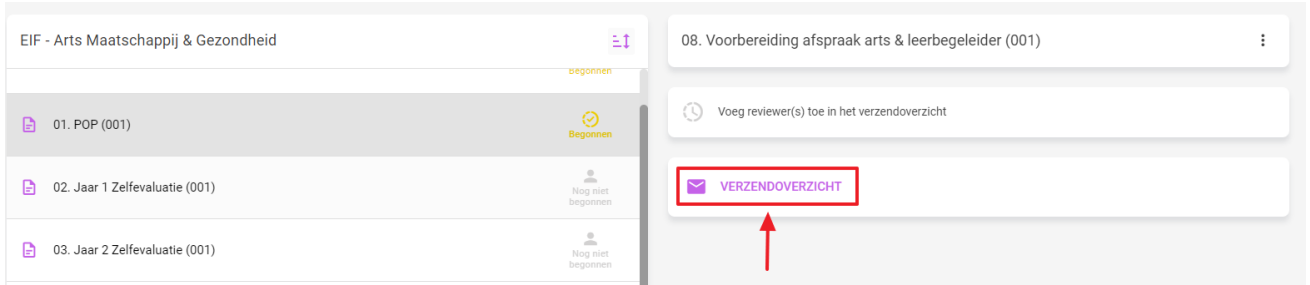 EIF - Arts Maatschappij & Gezondheid
Begonnen
01. POP (001)
Begonnen
02. Jaar 1 Zelfevaluatie (001)
Nog niet
begonnen
03. Jaar 2 Zelfevaluatie (001)
Nog niet
begonnen
08. Voorbereiding afspraak arts & leerbegeleider (001)
Voeg reviewer(s) toe in het verzendoverzicht
VERZENDOVERZICHT